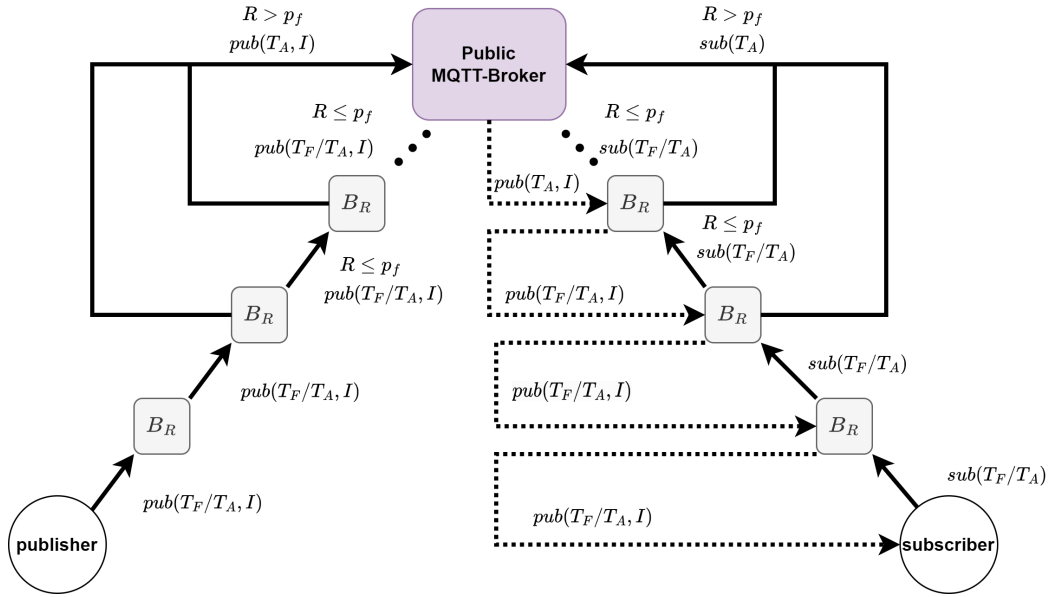 R > p_f
pub(T_A, I)
R > p_f
sub(T_A)
Public
MQTT-Broker
R ≤ p_f
pub(T_F/T_A, I)
R ≤ p_f
sub(T_F/T_A)
pub(T_A, I)
B_R
B_R
R ≤ p_f
pub(T_F/T_A, I)
R ≤ p_f
sub(T_F/T_A)
B_R
pub(T_F/T_A, I)
B_R
pub(T_F/T_A, I)
pub(T_F/T_A, I)
sub(T_F/T_A)
B_R
B_R
pub(T_F/T_A, I)
pub(T_F/T_A, I)
sub(T_F/T_A)
publisher
subscriber